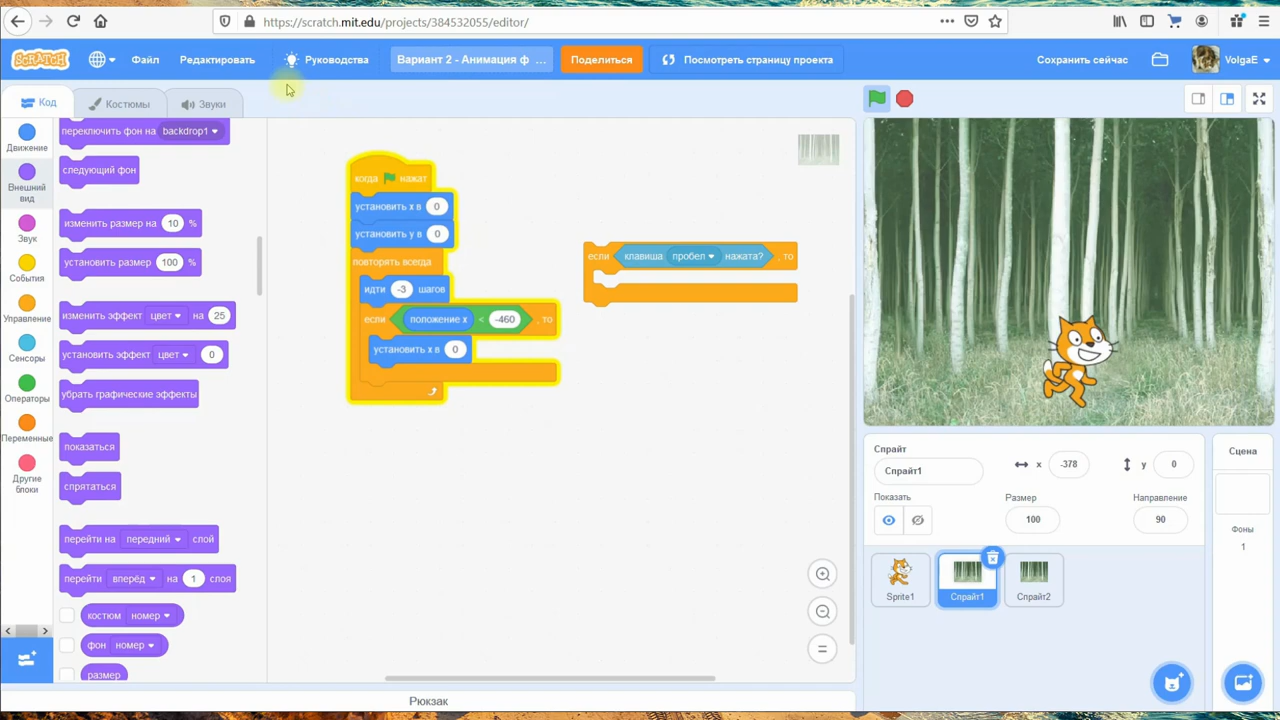 https://scratch.mit.edu/projects/384532055/editor/
SCRATCH
Файл
Редактировать
Руководства
Вариант 2 - Анимация ф ...
Поделиться
Посмотреть страницу проекта
Сохранить сейчас
VolgaE
Код
Костюмы
Звуки
Движение
Внешний
вид
Звук
События
Управление
Сенсоры
Операторы
Переменные
Другие
блоки
переключить фон на backdrop1
следующий фон
изменить размер на 10 %
установить размер 100 %
изменить эффект цвет на 25
установить эффект цвет 0
убрать графические эффекты
показаться
спрятаться
перейти на передний слой
перейти вперёд на 1 слоя
костюм номер
фон номер
размер
когда нажат
установить x в 0
установить y в 0
повторять всегда
идти -3 шагов
если положение x < -460 , то
установить x в 0
если клавиша пробел нажата? , то
Рюкзак
Спрайт
Спрайт1
x -378
y 0
Показать
Размер
100
Направление
90
Sprite1
Спрайт1
Спрайт2
Сцена
Фоны
1